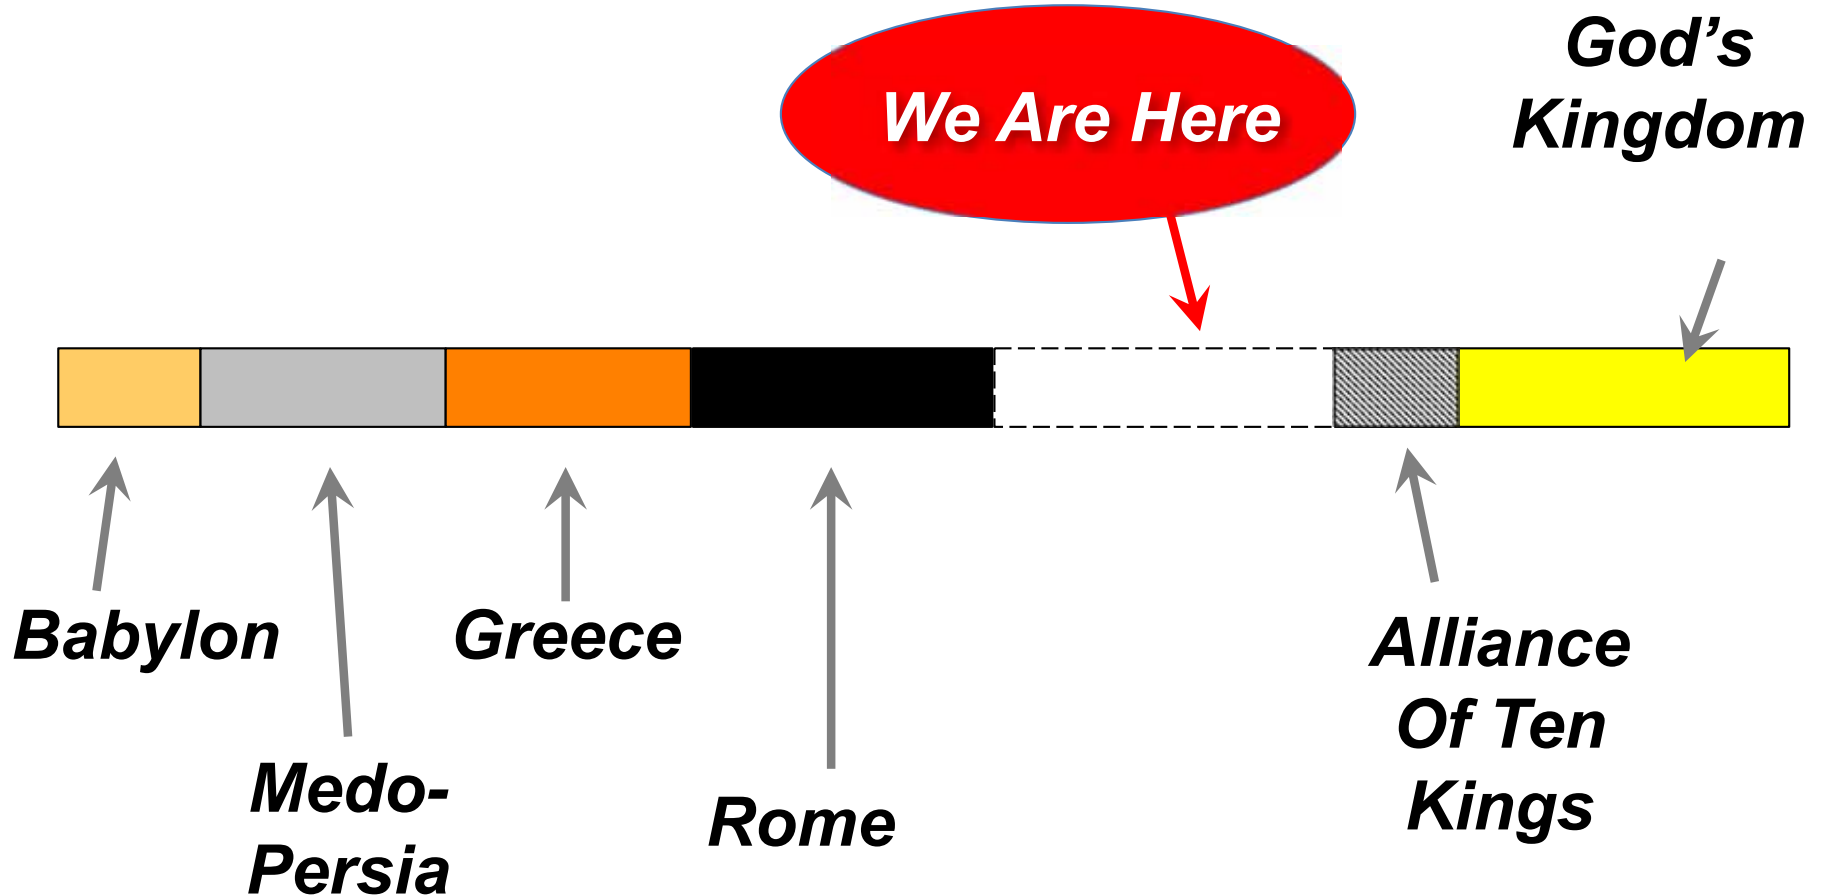 God’s
Kingdom
We Are Here
Babylon
Greece
Alliance
Of Ten
Kings
Medo-
Persia
Rome